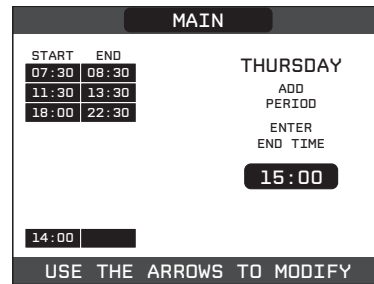 MAIN
START END
07:30 08:30
11:30 13:30
18:00 22:30
14:00
THURSDAY
ADD
PERIOD
ENTER
END TIME
15:00
USE THE ARROWS TO MODIFY